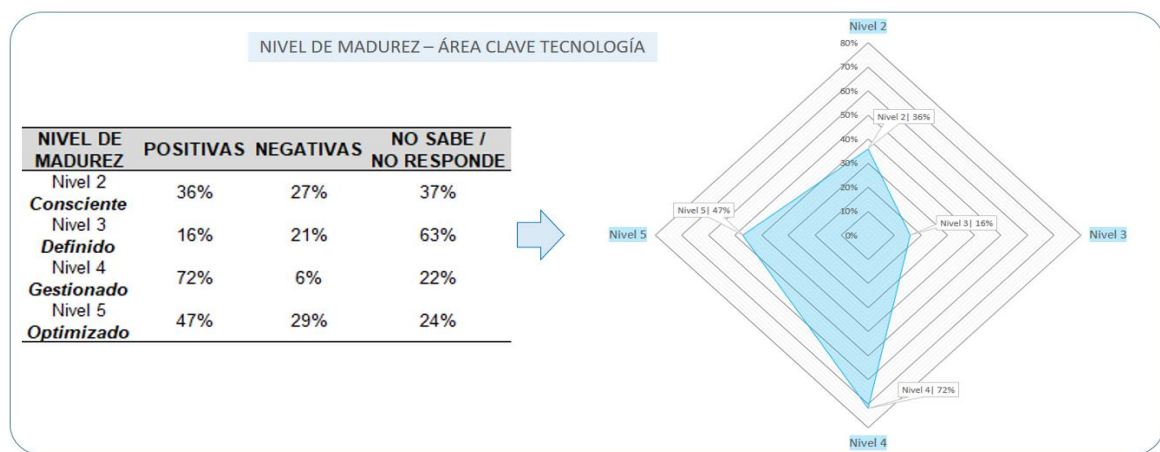 NIVEL DE MADUREZ – ÁREA CLAVE TECNOLOGÍA
NIVEL DE MADUREZ POSITIVAS NEGATIVAS NO SABE / NO RESPONDE
Nivel 2 Consciente 36% 27% 37%
Nivel 3 Definido 16% 21% 63%
Nivel 4 Gestionado 72% 6% 22%
Nivel 5 Optimizado 47% 29% 24%
Nivel 2
80%
70%
60%
50%
40%
30%
20%
10%
0%
Nivel 2| 36%
Nivel 5| 47%
Nivel 3| 16%
Nivel 5
Nivel 3
Nivel 4| 72%
Nivel 4